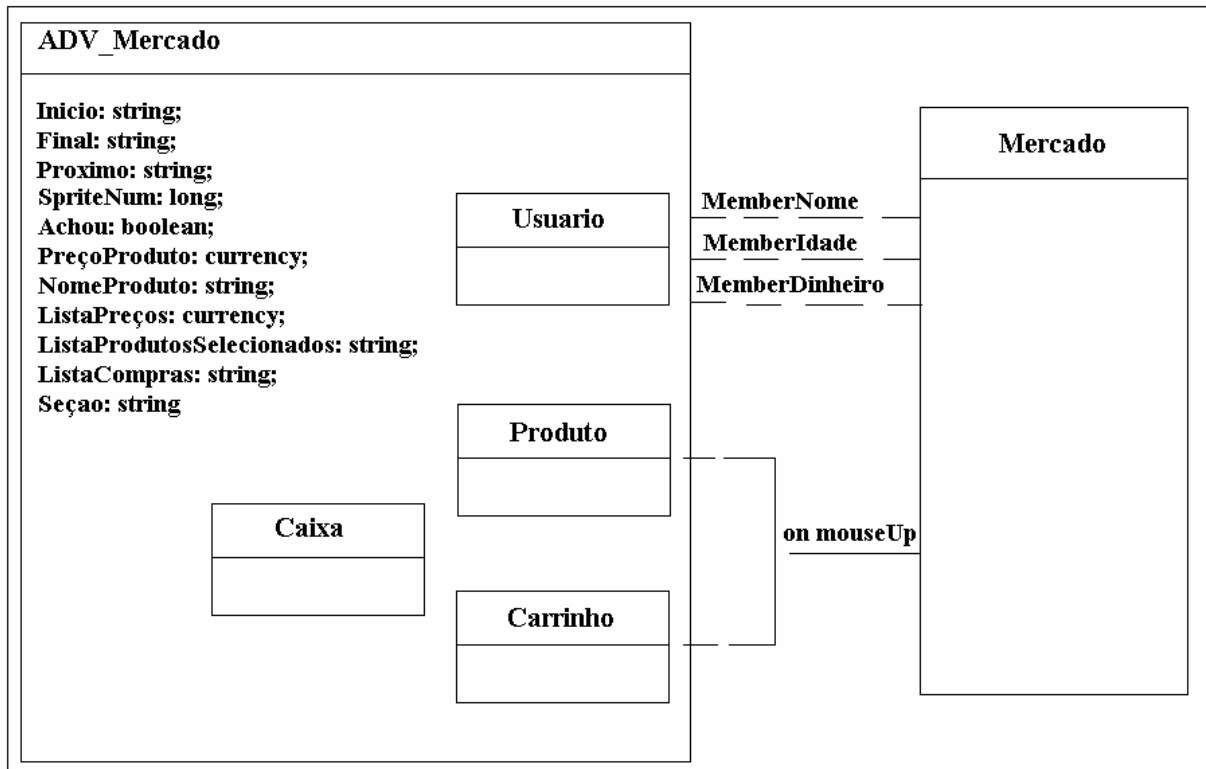 ADV_Mercado
Inicio: string;
Final: string;
Proximo: string;
SpriteNum: long;
Achou: boolean;
PreçoProduto: currency;
NomeProduto: string;
ListaPreços: currency;
ListaProdutosSelecionados: string;
ListaCompras: string;
Seçao: string
Usuario
Produto
Caixa
Carrinho
MemberNome
MemberIdade
MemberDinheiro
on mouseUp
Mercado